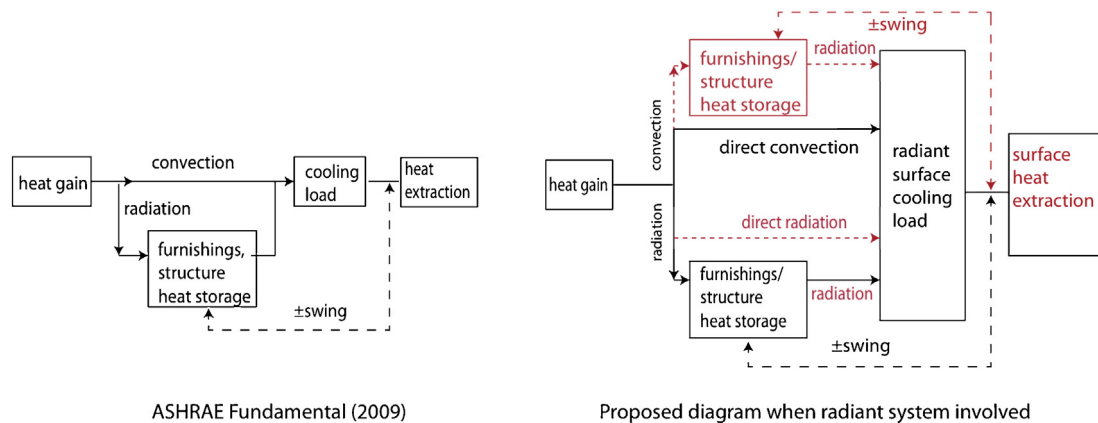 heat gain
convection
radiation
furnishings,
structure
heat storage
cooling
load
heat
extraction
±swing
ASHRAE Fundamental (2009)
heat gain
convection
radiation
furnishings/
structure
heat storage
radiation
±swing
direct convection
direct radiation
furnishings/
structure
heat storage
radiation
±swing
radiant
surface
cooling
load
surface
heat
extraction
Proposed diagram when radiant system involved